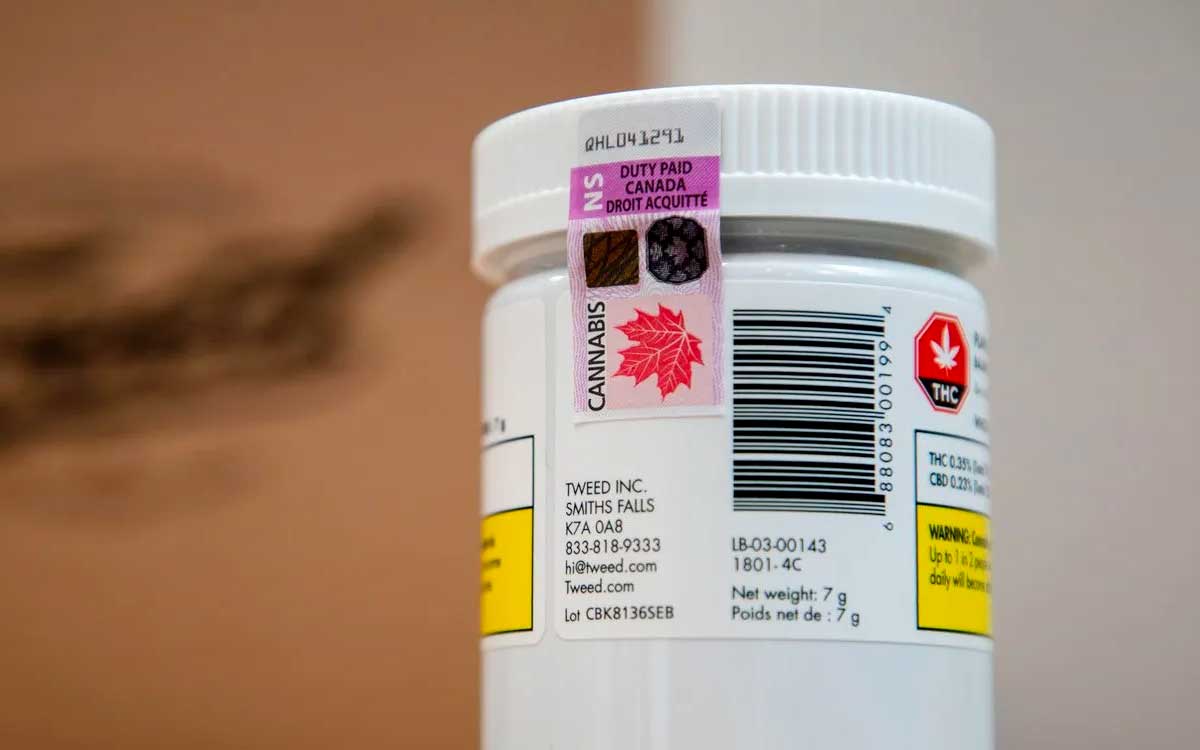 QHL041291
NS
DUTY PAID
CANADA
DROIT ACQUITTÉ
CANNABIS
TWEED INC.
SMITHS FALLS
K7A 0A8
833-818-9333
hi@tweed.com
Tweed.com
Lot CBK8136SEB
6 88083 00199 4
LB-03-00143
1801-4C
Net weight: 7 g
Poids net de : 7 g
THC
THC 0.35%
CBD 0.23%
WARNING:
Up to 1 in 2
daily will become